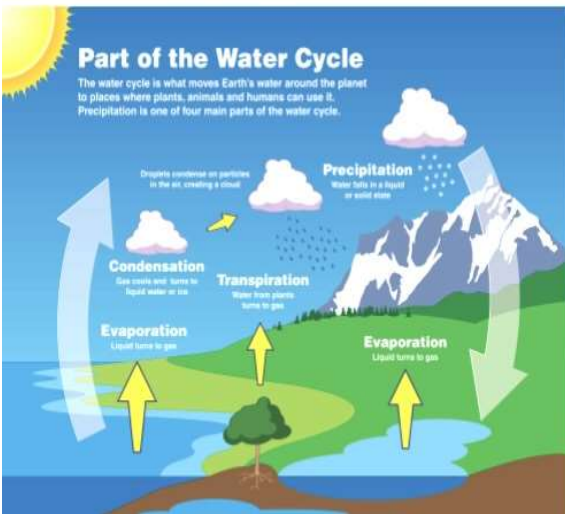 Part of the Water Cycle
The water cycle is what moves Earth's water around the planet
to places where plants, animals and humans can use it.
Precipitation is one of four main parts of the water cycle.
Droplets condense on particles
in the air, creating a cloud
Precipitation
Water falls in a liquid
or solid state
Condensation
Gas cools and turns to
liquid water or ice
Transpiration
Water from plants
turns to gas
Evaporation
Liquid turns to gas
Evaporation
Liquid turns to gas